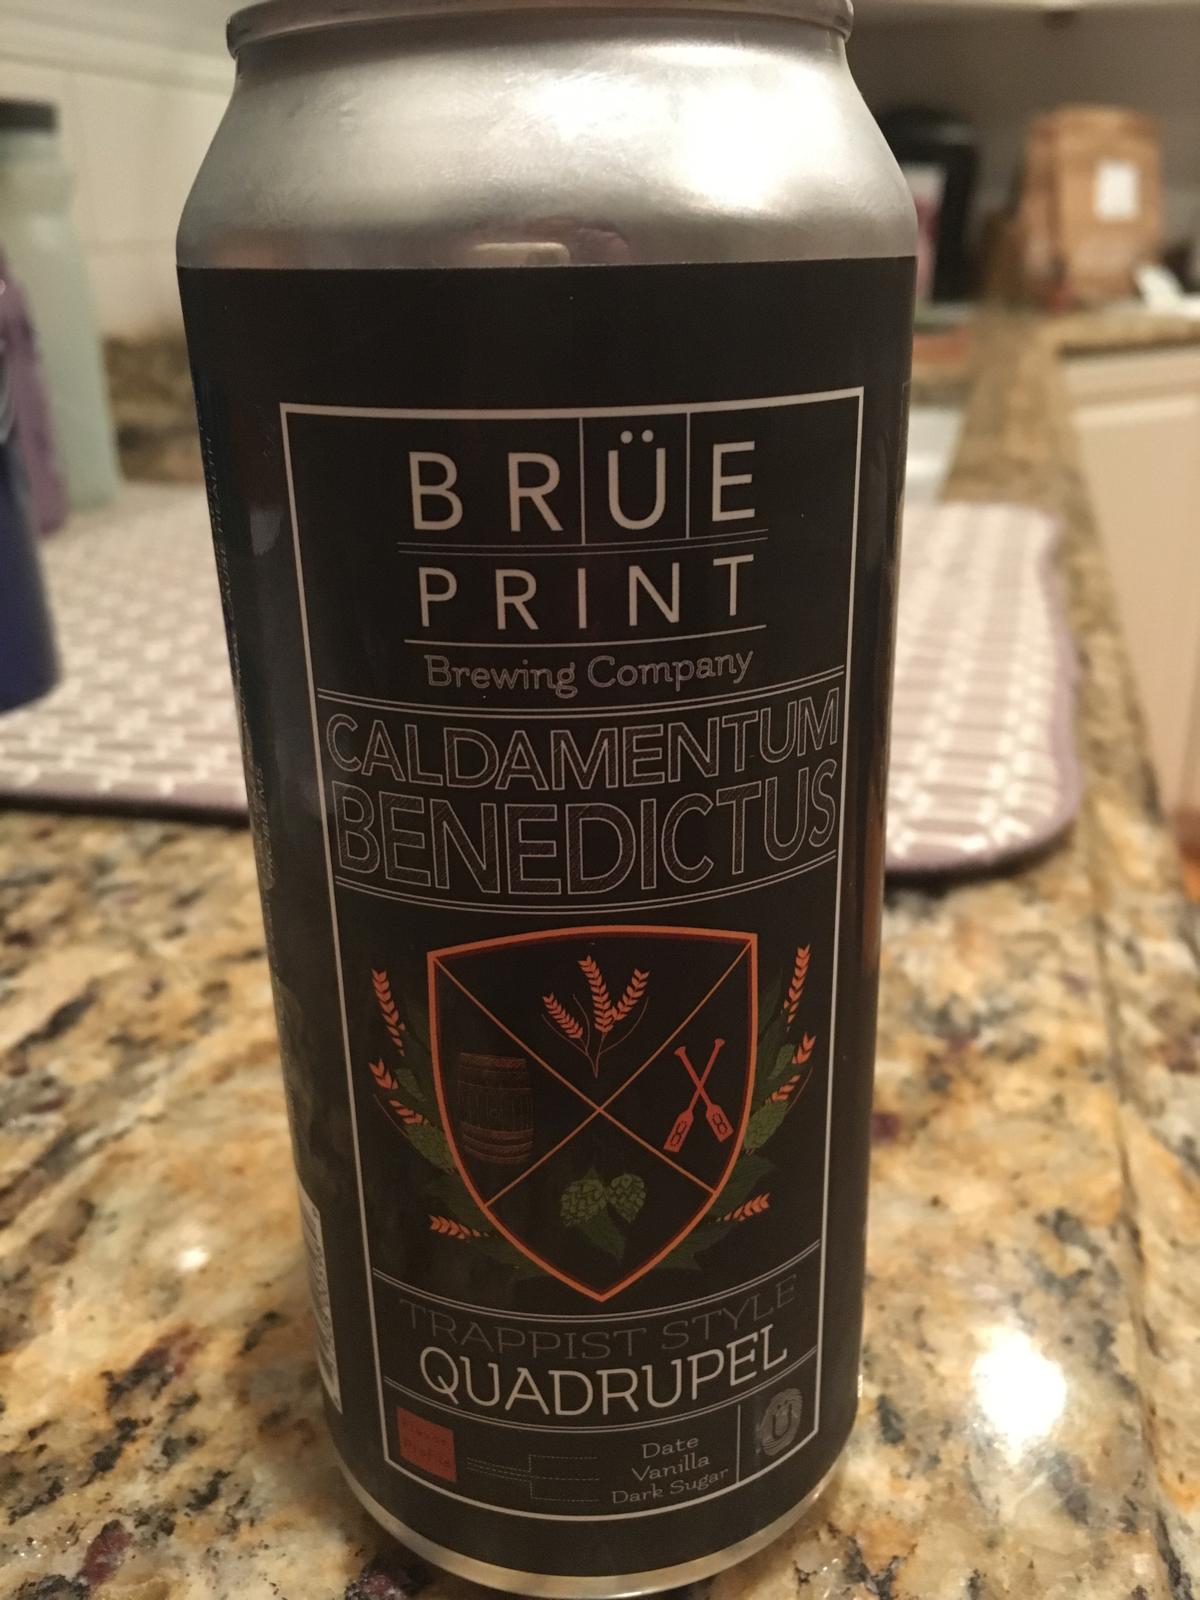 BRÜE
PRINT
Brewing Company
CALDAMENTUM
BENEDICTUS
TRAPPIST STYLE
QUADRUPEL
Date
Vanilla
Dark Sugar
Ü